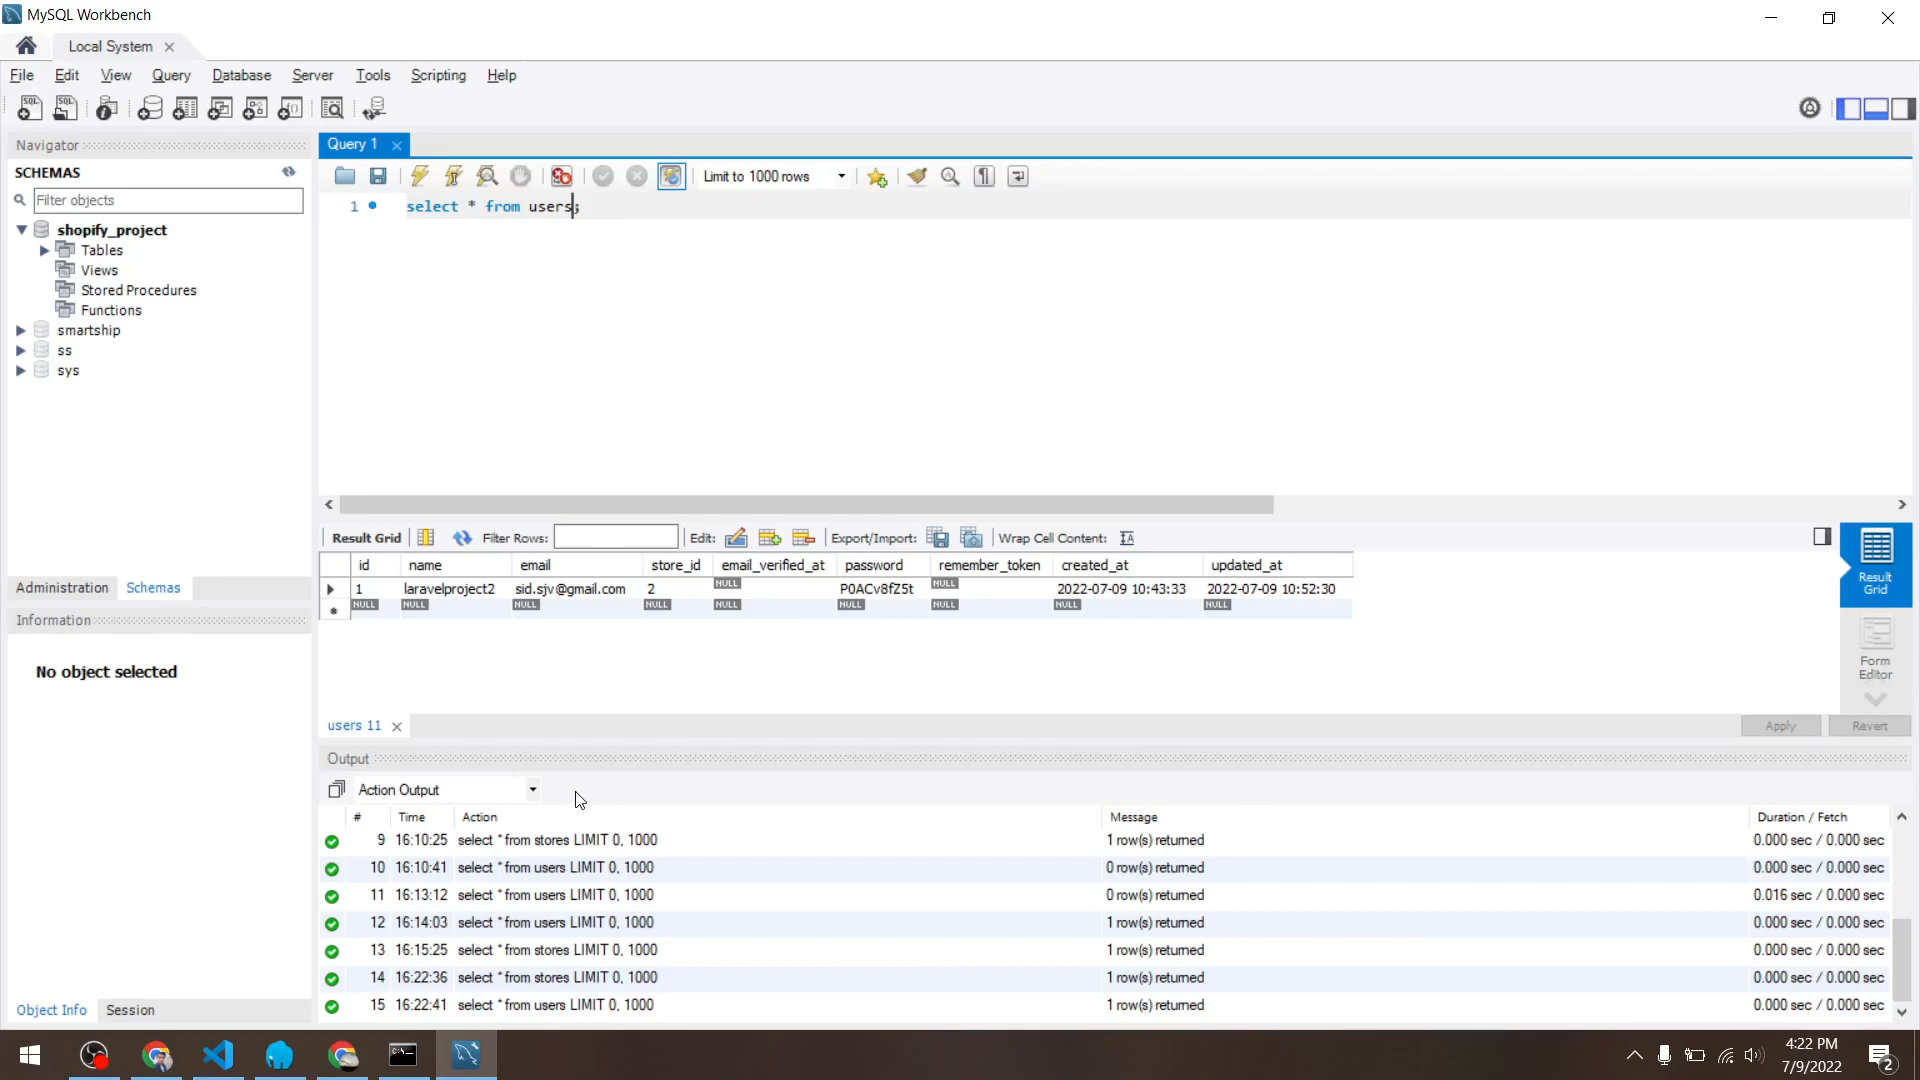 MySQL Workbench
Local System
File Edit View Query Database Server Tools Scripting Help
SQL SQL
Navigator
SCHEMAS
Filter objects
shopify_project
Tables
Views
Stored Procedures
Functions
smartship
ss
sys
Administration Schemas
Information
No object selected
Object Info Session
Query 1
Limit to 1000 rows
1 select * from users;
Result Grid Filter Rows: Edit: Export/Import: Wrap Cell Content:
id name email store_id email_verified_at password remember_token created_at updated_at
1 laravelproject2 sid.sjv@gmail.com 2 NULL P0ACv8fZ5t NULL 2022-07-09 10:43:33 2022-07-09 10:52:30
NULL NULL NULL NULL NULL NULL NULL NULL NULL
Result
Grid
Form
Editor
users 11
Apply Revert
Output
Action Output
# Time Action Message Duration / Fetch
9 16:10:25 select * from stores LIMIT 0, 1000 1 row(s) returned 0.000 sec / 0.000 sec
10 16:10:41 select * from users LIMIT 0, 1000 0 row(s) returned 0.000 sec / 0.000 sec
11 16:13:12 select * from users LIMIT 0, 1000 0 row(s) returned 0.016 sec / 0.000 sec
12 16:14:03 select * from users LIMIT 0, 1000 1 row(s) returned 0.000 sec / 0.000 sec
13 16:15:25 select * from stores LIMIT 0, 1000 1 row(s) returned 0.000 sec / 0.000 sec
14 16:22:36 select * from stores LIMIT 0, 1000 1 row(s) returned 0.000 sec / 0.000 sec
15 16:22:41 select * from users LIMIT 0, 1000 1 row(s) returned 0.000 sec / 0.000 sec
4:22 PM
7/9/2022
2